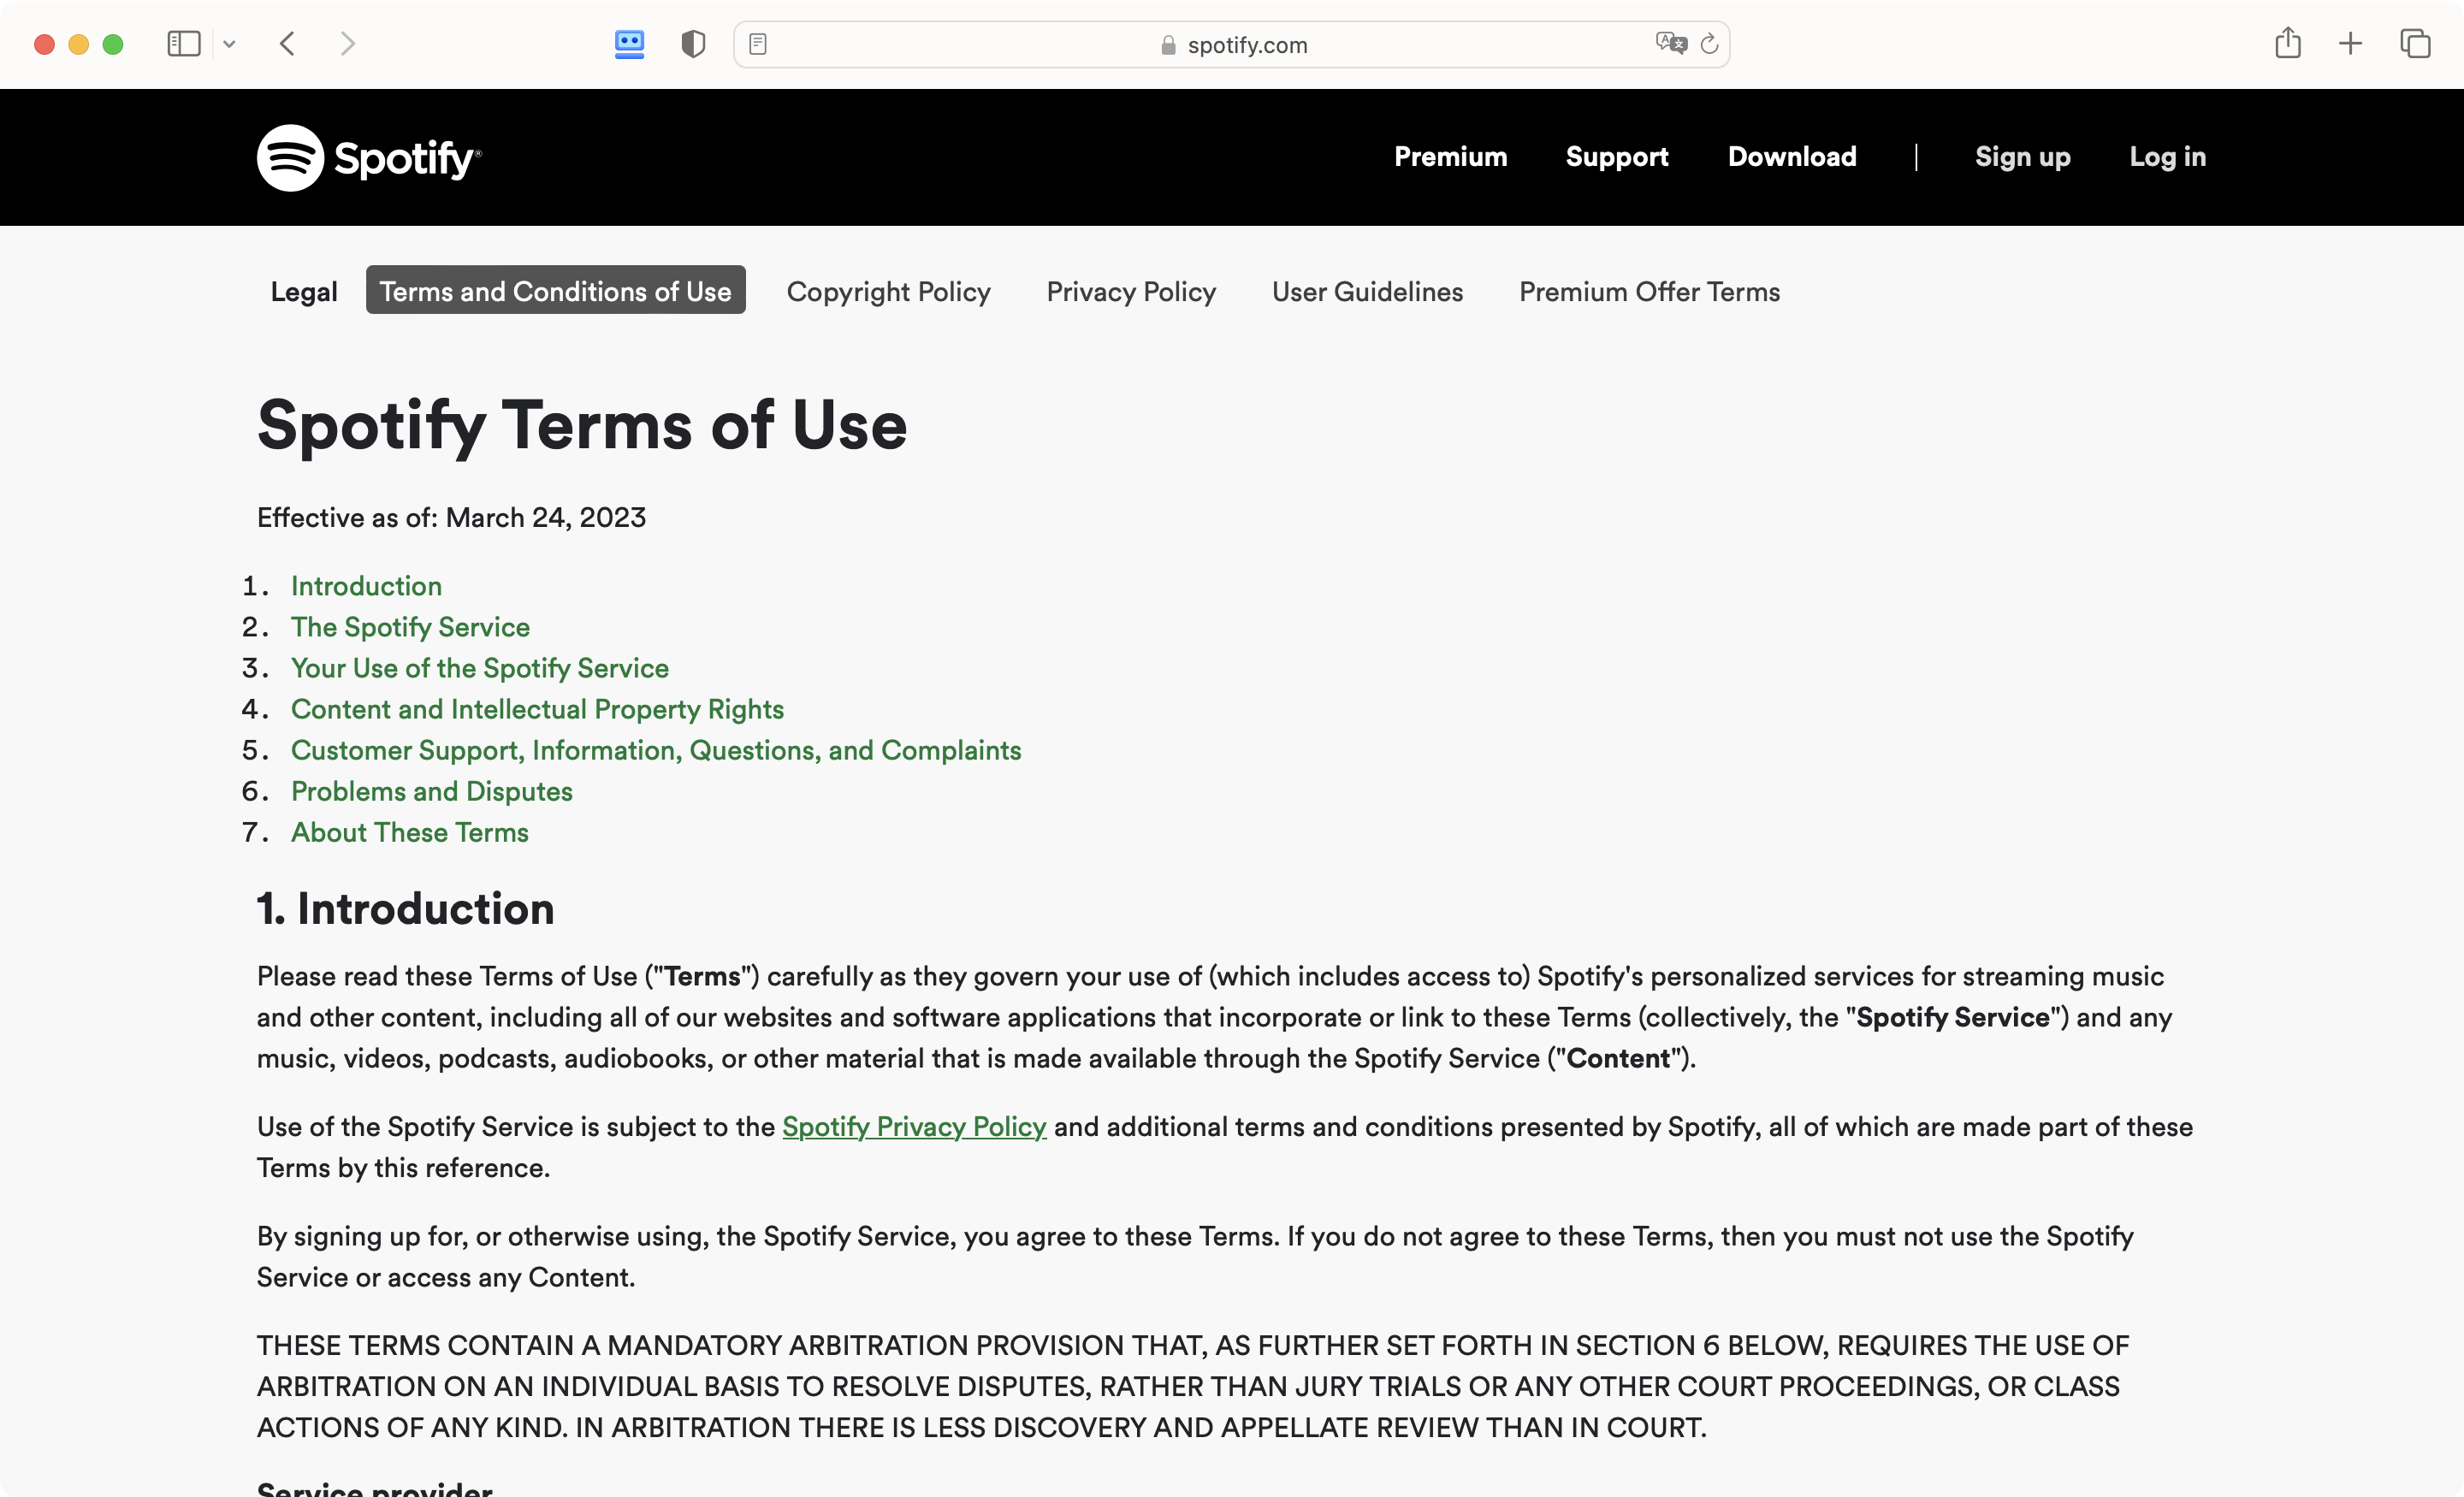 spotify.com
Spotify®
Premium
Support
Download
Sign up
Log in
Legal
Terms and Conditions of Use
Copyright Policy
Privacy Policy
User Guidelines
Premium Offer Terms
Spotify Terms of Use
Effective as of: March 24, 2023
1. Introduction
2. The Spotify Service
3. Your Use of the Spotify Service
4. Content and Intellectual Property Rights
5. Customer Support, Information, Questions, and Complaints
6. Problems and Disputes
7. About These Terms
1. Introduction
Please read these Terms of Use ("Terms") carefully as they govern your use of (which includes access to) Spotify's personalized services for streaming music
and other content, including all of our websites and software applications that incorporate or link to these Terms (collectively, the "Spotify Service") and any
music, videos, podcasts, audiobooks, or other material that is made available through the Spotify Service ("Content").
Use of the Spotify Service is subject to the Spotify Privacy Policy and additional terms and conditions presented by Spotify, all of which are made part of these
Terms by this reference.
By signing up for, or otherwise using, the Spotify Service, you agree to these Terms. If you do not agree to these Terms, then you must not use the Spotify
Service or access any Content.
THESE TERMS CONTAIN A MANDATORY ARBITRATION PROVISION THAT, AS FURTHER SET FORTH IN SECTION 6 BELOW, REQUIRES THE USE OF
ARBITRATION ON AN INDIVIDUAL BASIS TO RESOLVE DISPUTES, RATHER THAN JURY TRIALS OR ANY OTHER COURT PROCEEDINGS, OR CLASS
ACTIONS OF ANY KIND. IN ARBITRATION THERE IS LESS DISCOVERY AND APPELLATE REVIEW THAN IN COURT.
Service provider